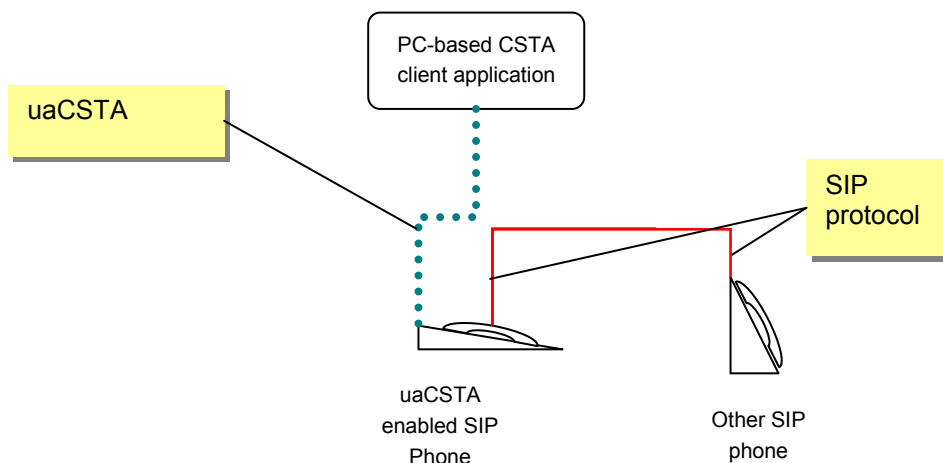 PC-based CSTA
client application
uaCSTA
SIP
protocol
uaCSTA
enabled SIP
Phone
Other SIP
phone